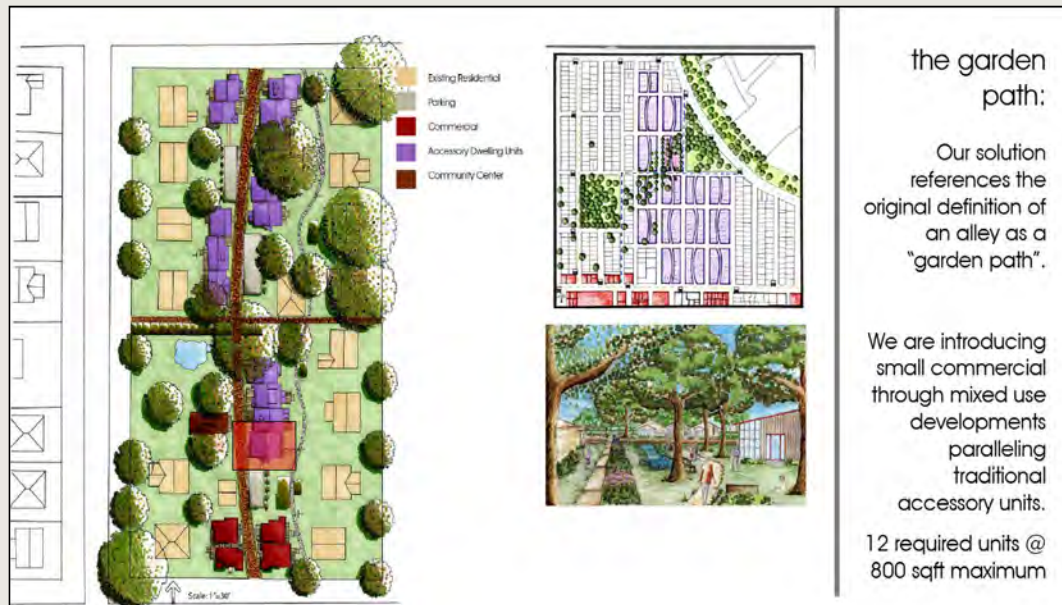 Existing Residential
Parking
Commercial
Accessory Dwelling Units
Community Center
Scale: 1"=30'
the garden
path:
Our solution
references the
original definition of
an alley as a
"garden path".
We are introducing
small commercial
through mixed use
developments
paralleling
traditional
accessory units.
12 required units @
800 sqft maximum